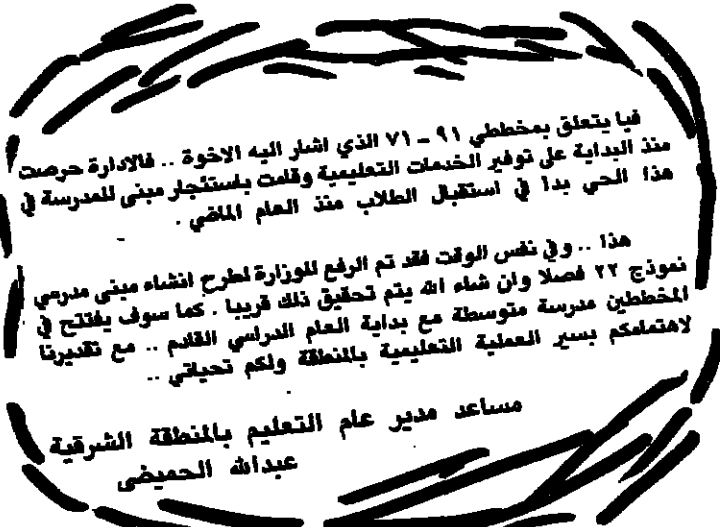 فيا يتعلق بمخططي ٩١ - ٧١ الذي اشار اليه الاخوة .. فالادارة حرصت
منذ البداية على توفير الخدمات التعليمية وقامت باستئجار مبنى للمدرسة في
هذا الحي بدا في استقبال الطلاب منذ العام الماضي .
هذا .. وفي نفس الوقت فقد تم الرفع للوزارة لطرح انشاء مبنى مدرسي
نموذج ٢٢ فصلا وان شاء الله يتم تحقيق ذلك قريبا . كما سوف يفتتح في
المخططين مدرسة متوسطة مع بداية العام الدراسي القادم .. مع تقديرنا
لاهتمامكم بسير العملية التعليمية بالمنطقة ولكم تحياتي ..
مساعد مدير عام التعليم بالمنطقة الشرقية
عبدالله الحميضى